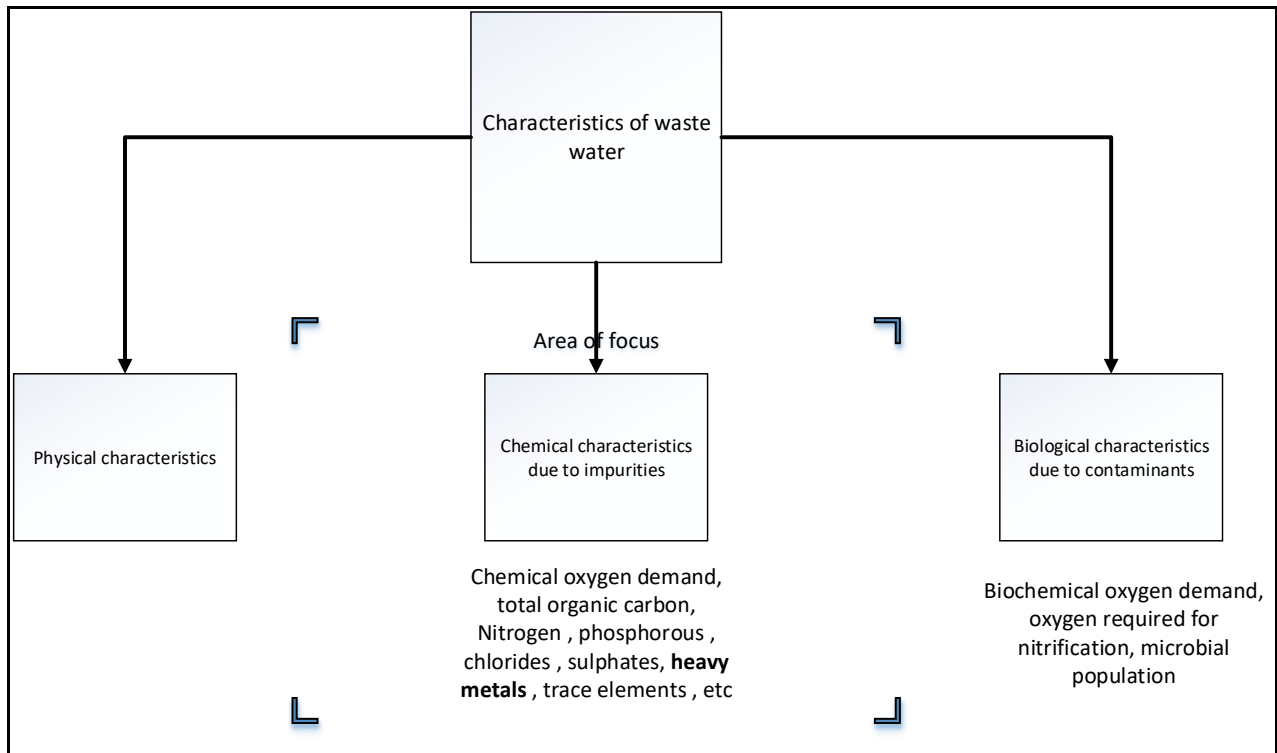 Characteristics of waste
water
Area of focus
Physical characteristics
Chemical characteristics
due to impurities
Biological characteristics
due to contaminants
Chemical oxygen demand,
total organic carbon,
Nitrogen , phosphorous ,
chlorides , sulphates, heavy
metals , trace elements , etc
Biochemical oxygen demand,
oxygen required for
nitrification, microbial
population